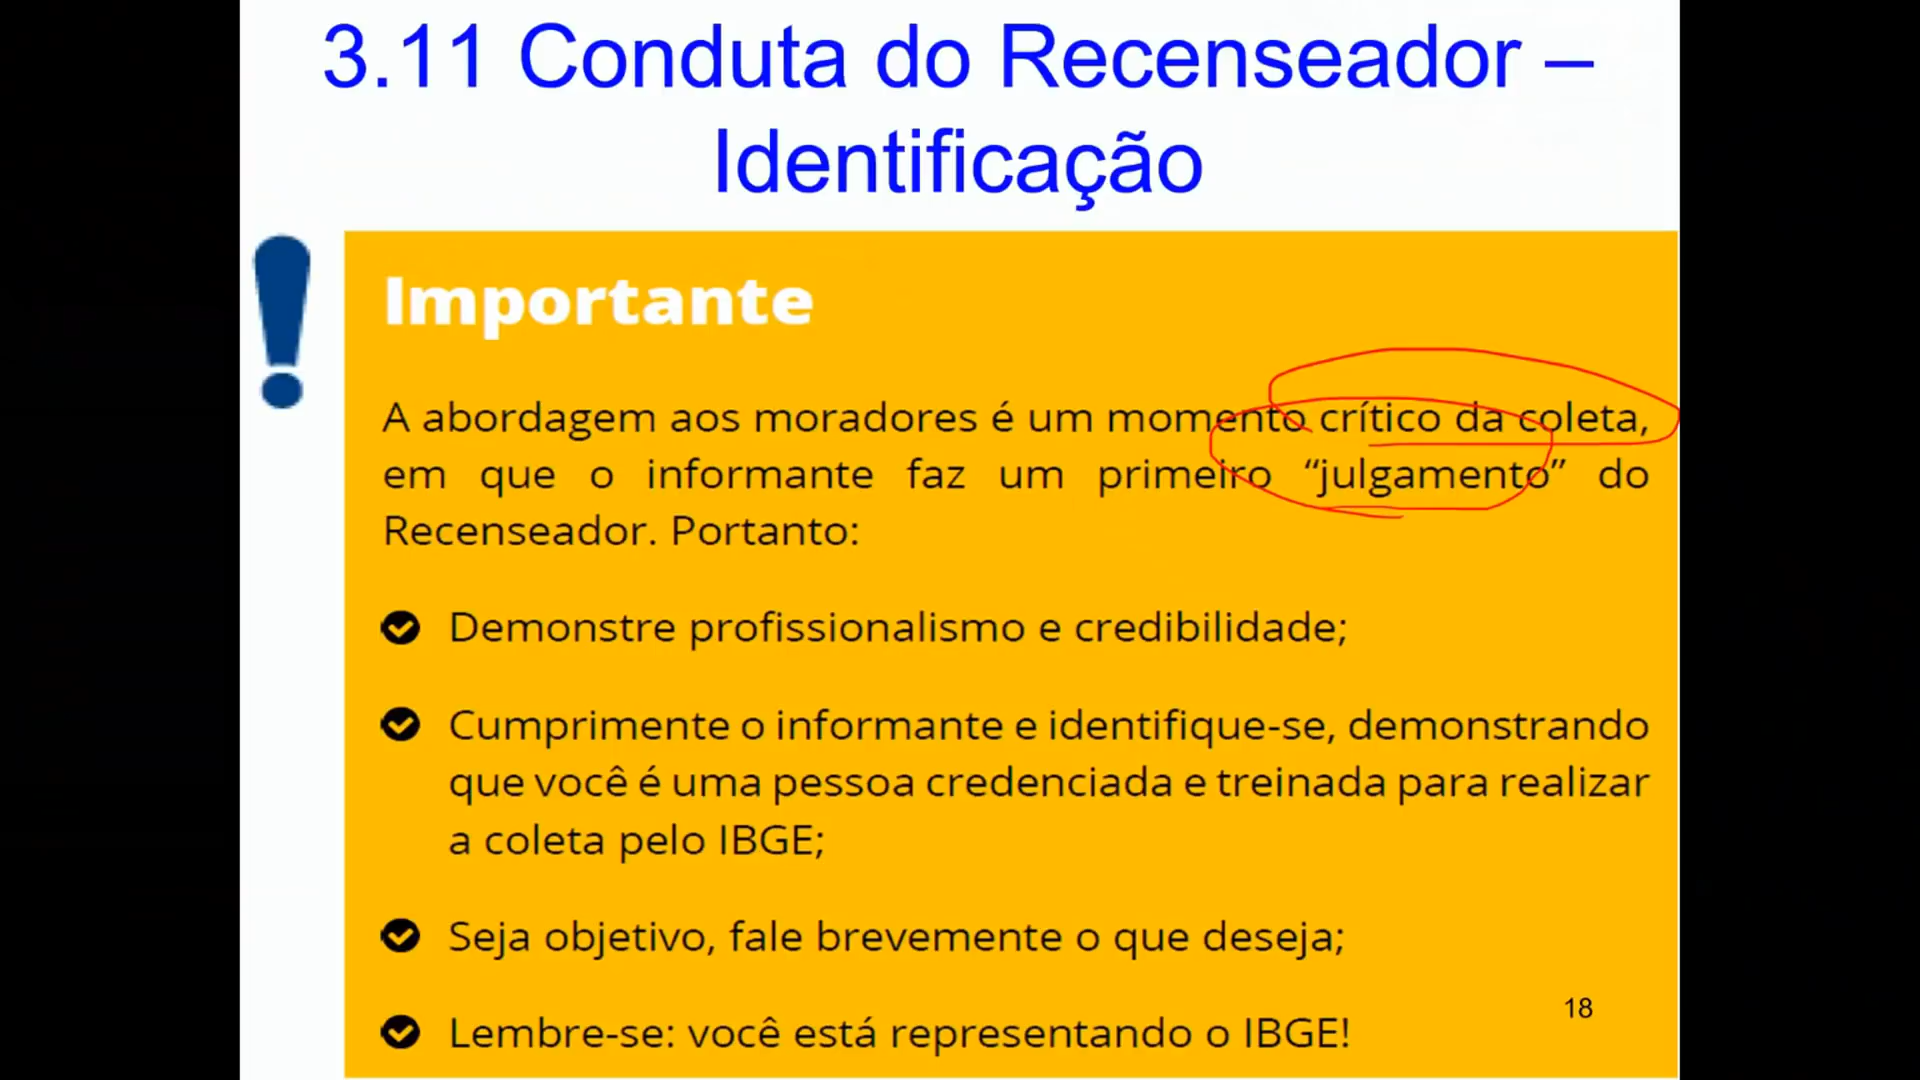 3.11 Conduta do Recenseador –
Identificação
Importante
A abordagem aos moradores é um momento crítico da coleta,
em que o informante faz um primeiro “julgamento” do
Recenseador. Portanto:
Demonstre profissionalismo e credibilidade;
Cumprimente o informante e identifique-se, demonstrando
que você é uma pessoa credenciada e treinada para realizar
a coleta pelo IBGE;
Seja objetivo, fale brevemente o que deseja;
Lembre-se: você está representando o IBGE!
18